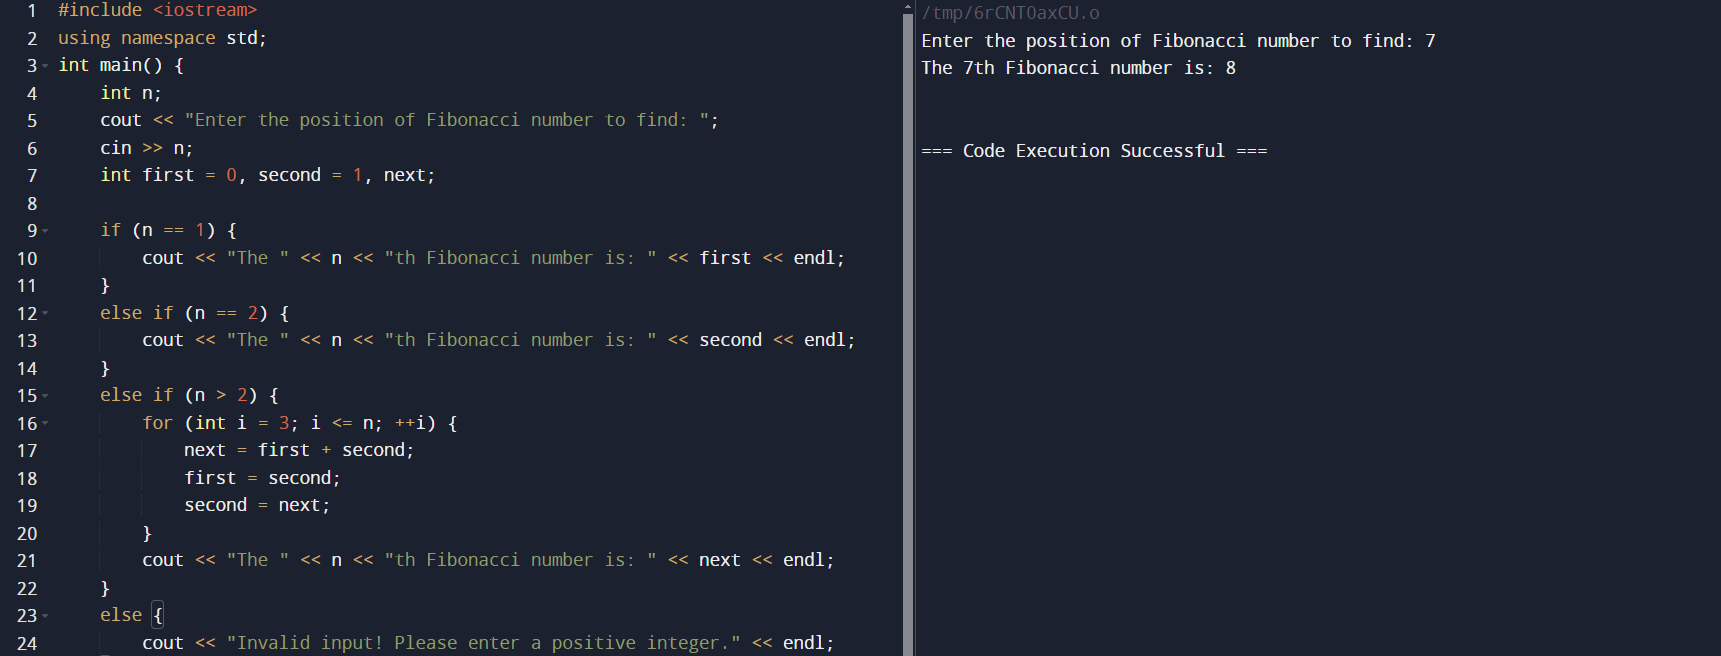 1 #include <iostream>
2 using namespace std;
3 int main() {
4     int n;
5     cout << "Enter the position of Fibonacci number to find: ";
6     cin >> n;
7     int first = 0, second = 1, next;
8
9     if (n == 1) {
10         cout << "The " << n << "th Fibonacci number is: " << first << endl;
11     }
12     else if (n == 2) {
13         cout << "The " << n << "th Fibonacci number is: " << second << endl;
14     }
15     else if (n > 2) {
16         for (int i = 3; i <= n; ++i) {
17             next = first + second;
18             first = second;
19             second = next;
20         }
21         cout << "The " << n << "th Fibonacci number is: " << next << endl;
22     }
23     else {
24         cout << "Invalid input! Please enter a positive integer." << endl;
/tmp/6rCNTOaxCU.o
Enter the position of Fibonacci number to find: 7
The 7th Fibonacci number is: 8
=== Code Execution Successful ===